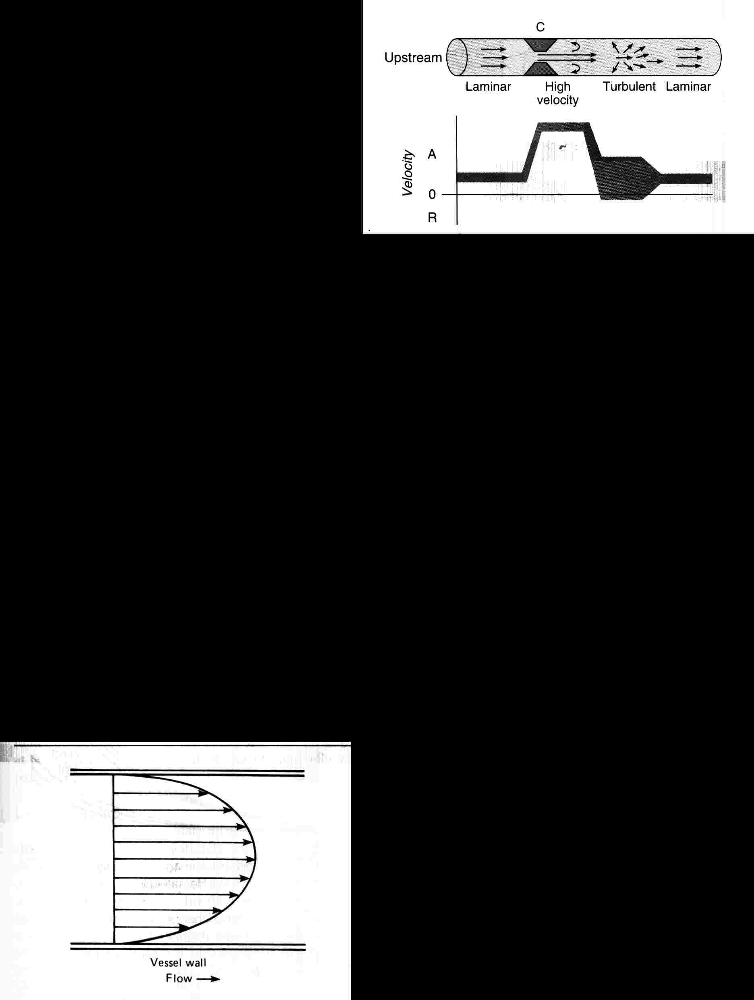 C
Upstream
Laminar
High
velocity
Turbulent
Laminar
Velocity
A
0
R
Vessel wall
Flow